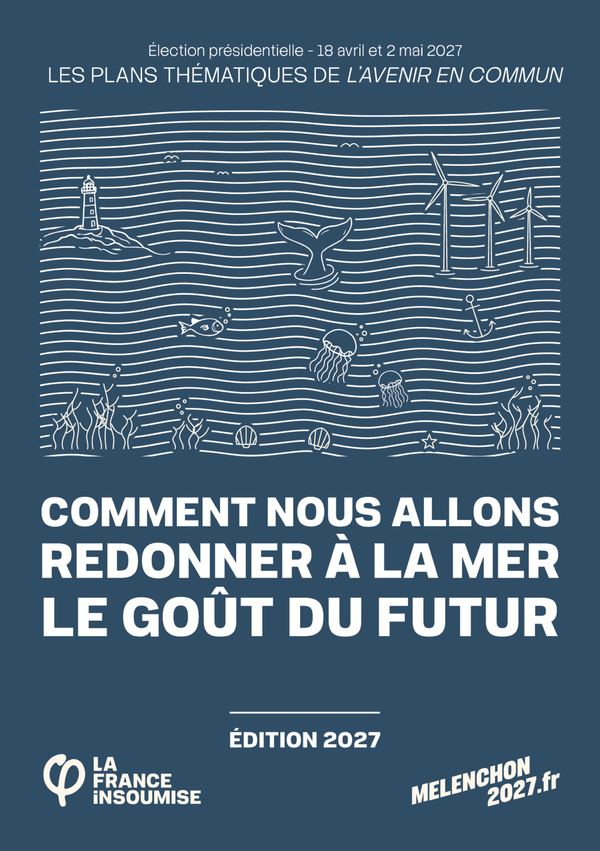 Élection présidentielle - 18 avril et 2 mai 2027
LES PLANS THÉMATIQUES DE L'AVENIR EN COMMUN
COMMENT NOUS ALLONS
REDONNER À LA MER
LE GOÛT DU FUTUR
ÉDITION 2027
LA
FRANCE
iNSOUMISE
MELENCHON
2027.fr